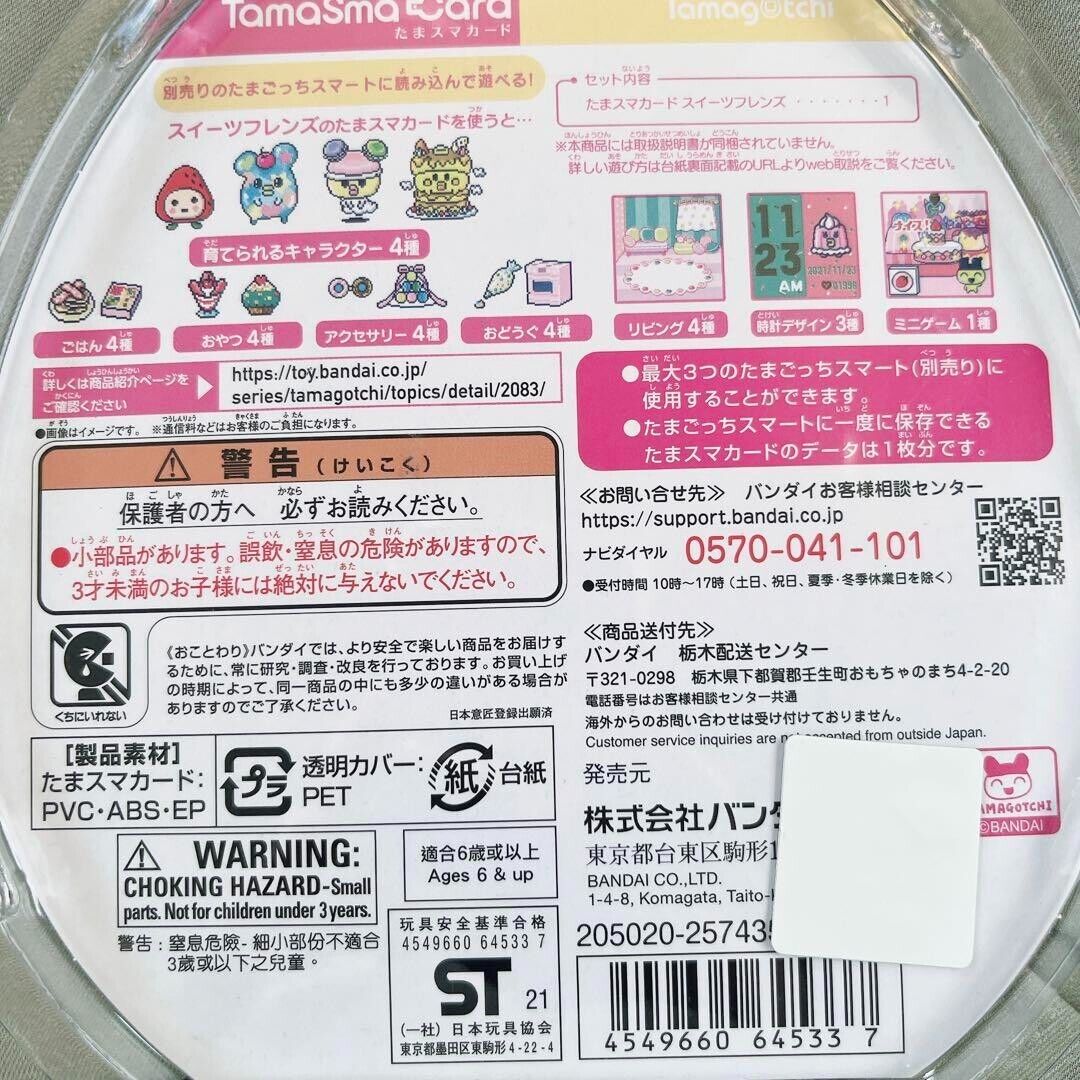 TamaSma Card
たまスマカード
Tamagotchi
別売りのたまごっちスマートに読み込んで遊べる!
スイーツフレンズのたまスマカードを使うと…
育てられるキャラクター 4種
ごはん 4種
おやつ 4種
アクセサリー 4種
おどうぐ 4種
詳しくは商品紹介ページを
ご確認ください
https://toy.bandai.co.jp/
series/tamagotchi/topics/detail/2083/
●画像はイメージです。 ※通信料などはお客様のご負担になります。
セット内容
たまスマカード スイーツフレンズ ・・・・・・・1
※本商品には取扱説明書が同梱されていません。
詳しい遊び方は台紙裏面記載のURLよりweb取説をご覧ください。
11
23
AM
2021/11/23
ナイス!
リビング 4種
時計デザイン 3種
ミニゲーム 1種
●最大3つのたまごっちスマート(別売り)に
使用することができます。
●たまごっちスマートに一度に保存できる
たまスマカードのデータは1枚分です。
警告(けいこく)
保護者の方へ 必ずお読みください。
●小部品があります。誤飲・窒息の危険がありますので、
3才未満のお子様には絶対に与えないでください。
くちにいれない
《おことわり》バンダイでは、より安全で楽しい商品をお届けす
るために、常に研究・調査・改良を行っております。お買い上げ
の時期によって、同一商品の中にも多少の違いがある場合が
ありますのでご了承ください。
日本意匠登録出願済
≪お問い合せ先≫ バンダイお客様相談センター
https://support.bandai.co.jp
ナビダイヤル 0570-041-101
●受付時間 10時～17時(土日、祝日、夏季・冬季休業日を除く)
≪商品送付先≫
バンダイ 栃木配送センター
〒321-0298 栃木県下都賀郡壬生町おもちゃのまち4-2-20
電話番号はお客様相談センター共通
海外からのお問い合わせは受け付けておりません。
Customer service inquiries are not accepted from outside Japan.
【製品素材】
たまスマカード:
PVC・ABS・EP
プラ
透明カバー:
PET
紙
台紙
WARNING:
CHOKING HAZARD-Small
parts. Not for children under 3 years.
警告:窒息危險-細小部份不適合
3歲或以下之兒童。
適合6歲或以上
Ages 6 & up
玩具安全基準合格
4549660 64533 7
ST 21
(一社)日本玩具協会
東京都墨田区東駒形4-22-4
発売元
株式会社バン
東京都台東区駒形1
BANDAI CO.,LTD.
1-4-8, Komagata, Taito-
205020-25743
AMAGOTCHI
©BANDAI
4549660 645337